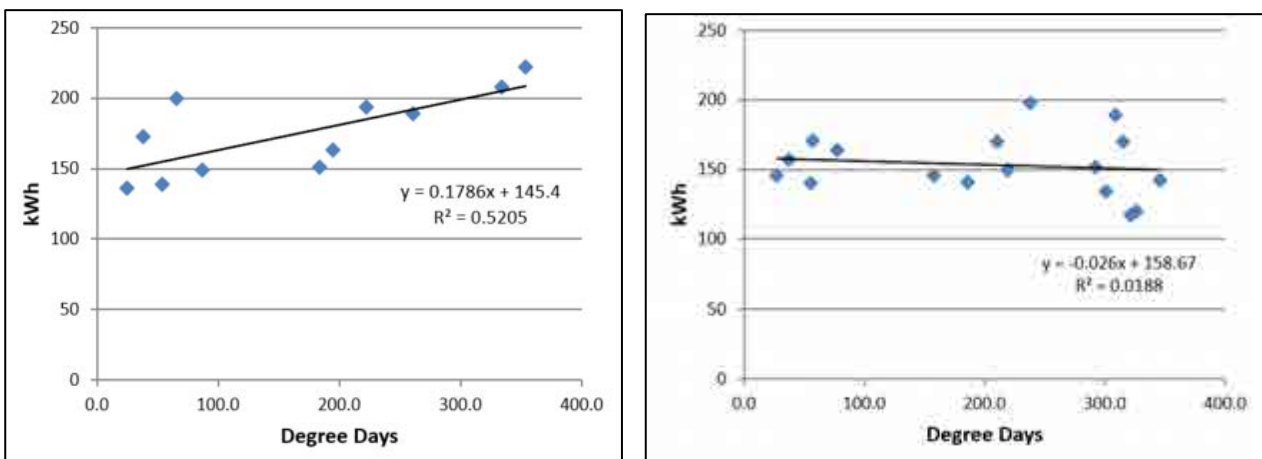 250
200
150
100
50
0
kWh
y = 0.1786x + 145.4
R² = 0.5205
0.0 100.0 200.0 300.0 400.0
Degree Days
250
200
150
100
50
0
kWh
y = -0.026x + 158.67
R² = 0.0188
0.0 100.0 200.0 300.0 400.0
Degree Days